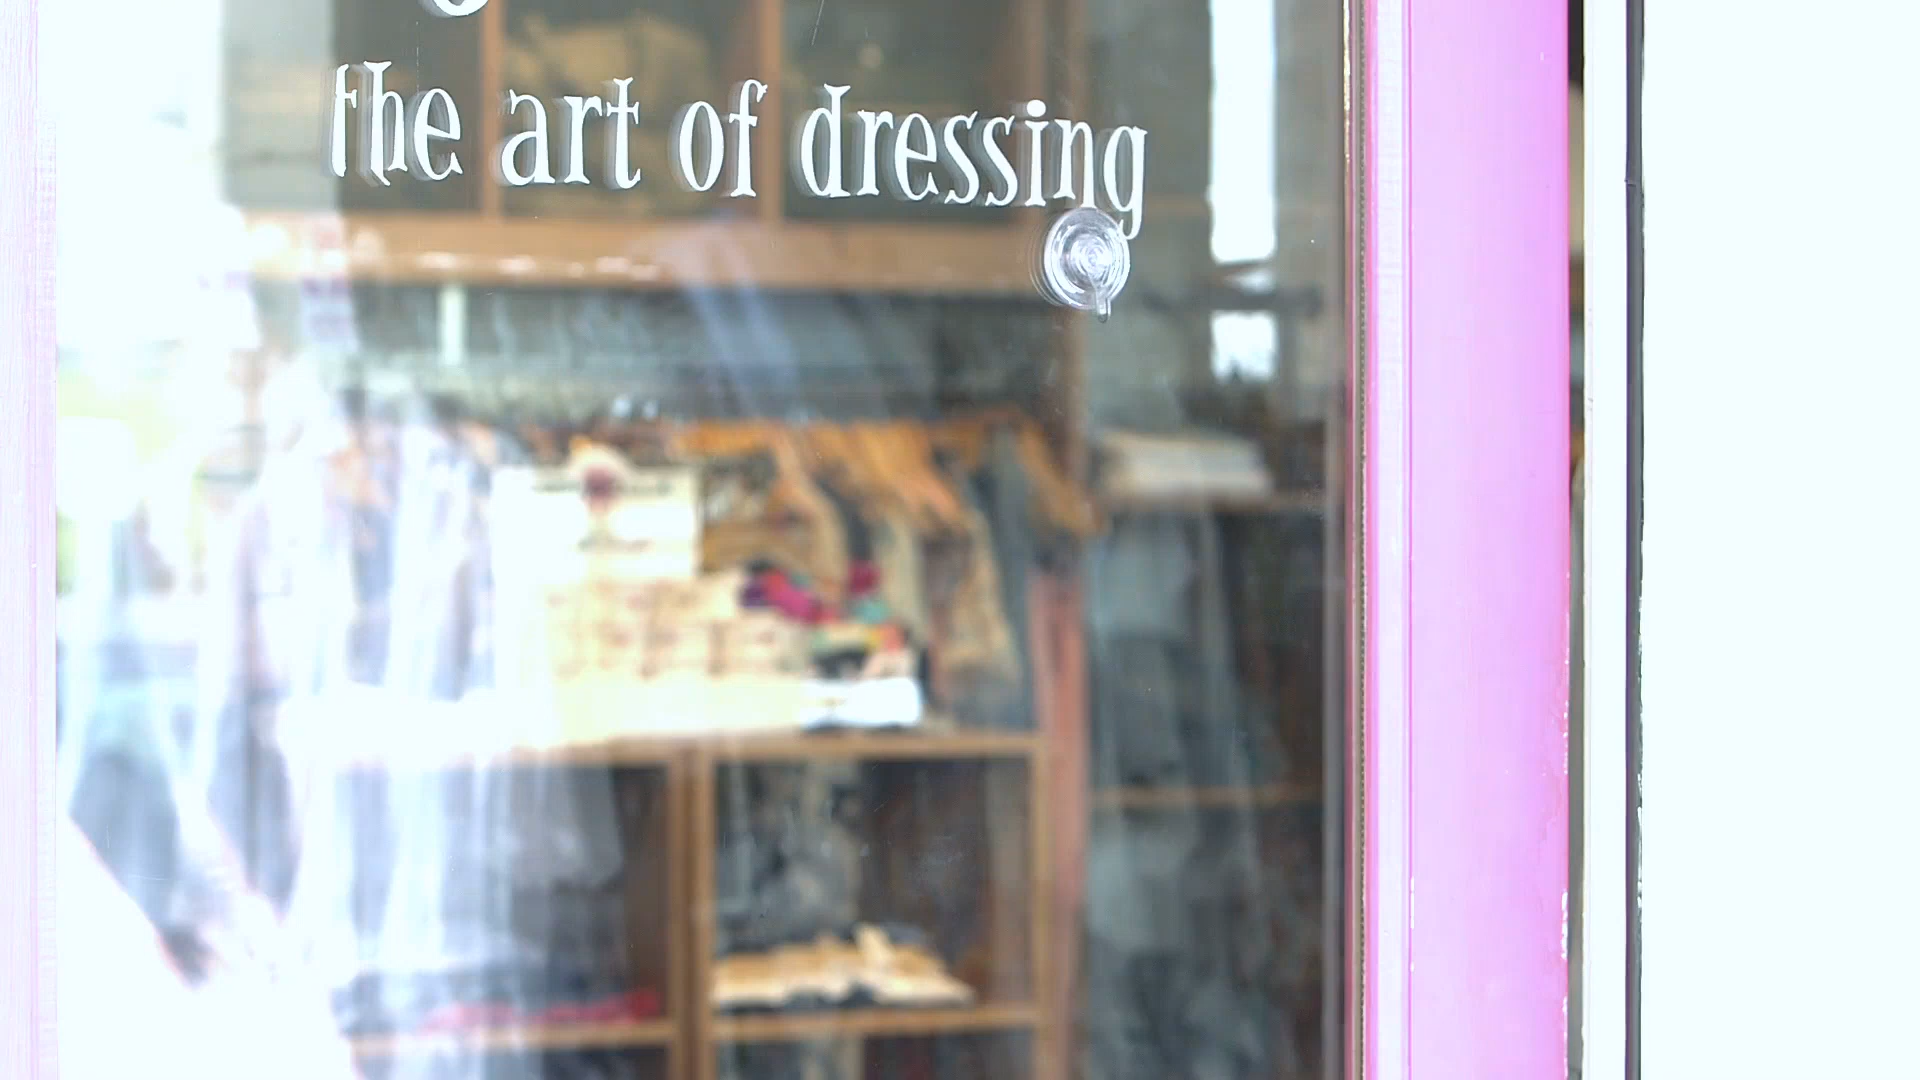 the art of dressing